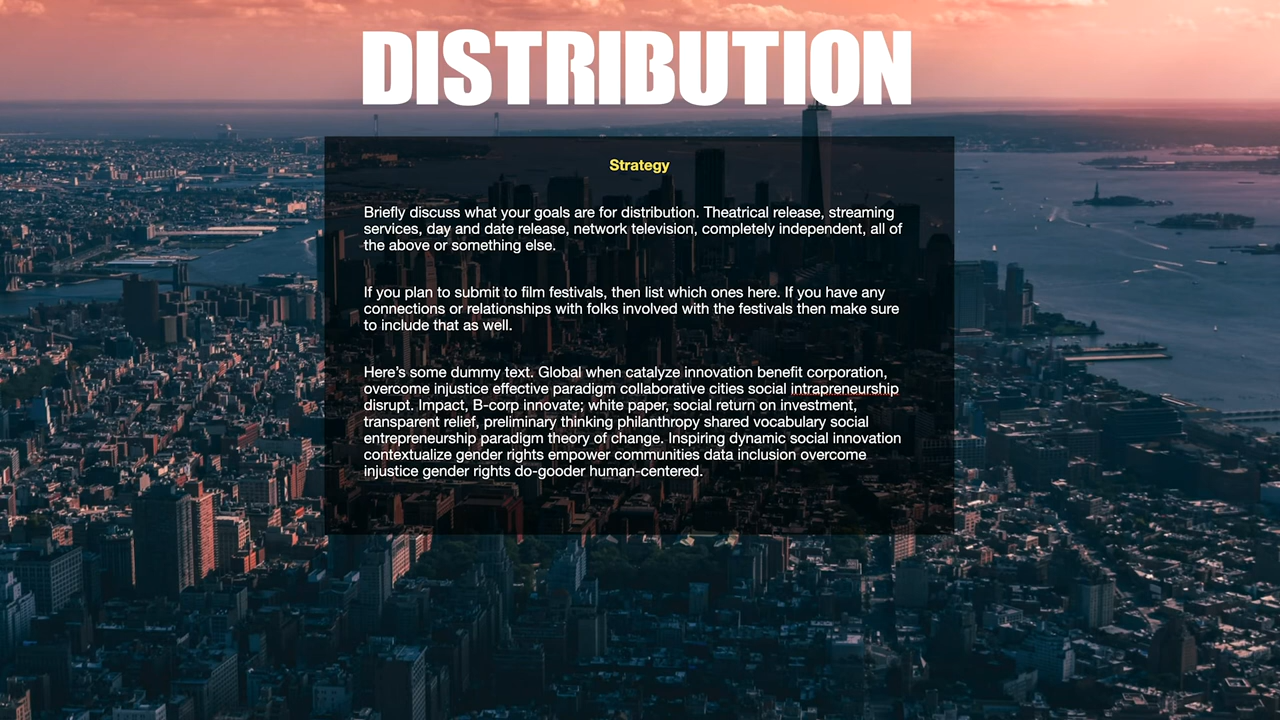 DISTRIBUTION
Strategy
Briefly discuss what your goals are for distribution. Theatrical release, streaming
services, day and date release, network television, completely independent, all of
the above or something else.
If you plan to submit to film festivals, then list which ones here. If you have any
connections or relationships with folks involved with the festivals then make sure
to include that as well.
Here’s some dummy text. Global when catalyze innovation benefit corporation,
overcome injustice effective paradigm collaborative cities social intrapreneurship
disrupt. Impact, B-corp innovate; white paper, social return on investment,
transparent relief, preliminary thinking philanthropy shared vocabulary social
entrepreneurship paradigm theory of change. Inspiring dynamic social innovation
contextualize gender rights empower communities data inclusion overcome
injustice gender rights do-gooder human-centered.